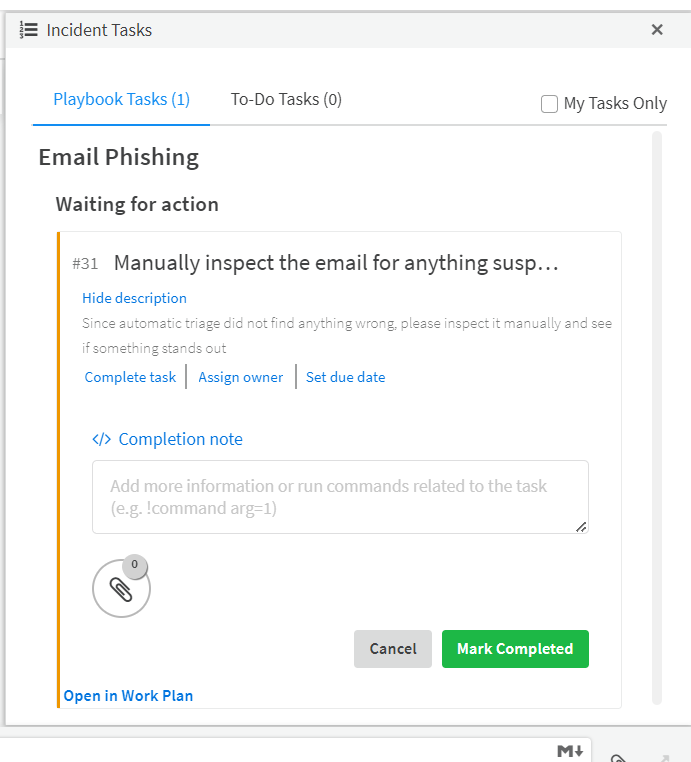 Incident Tasks
Playbook Tasks (1)
To-Do Tasks (0)
My Tasks Only
Email Phishing
Waiting for action
#31 Manually inspect the email for anything susp...
Hide description
Since automatic triage did not find anything wrong, please inspect it manually and see
if something stands out
Complete task
Assign owner
Set due date
</> Completion note
Add more information or run commands related to the task
(e.g. !command arg=1)
0
Cancel
Mark Completed
Open in Work Plan
M